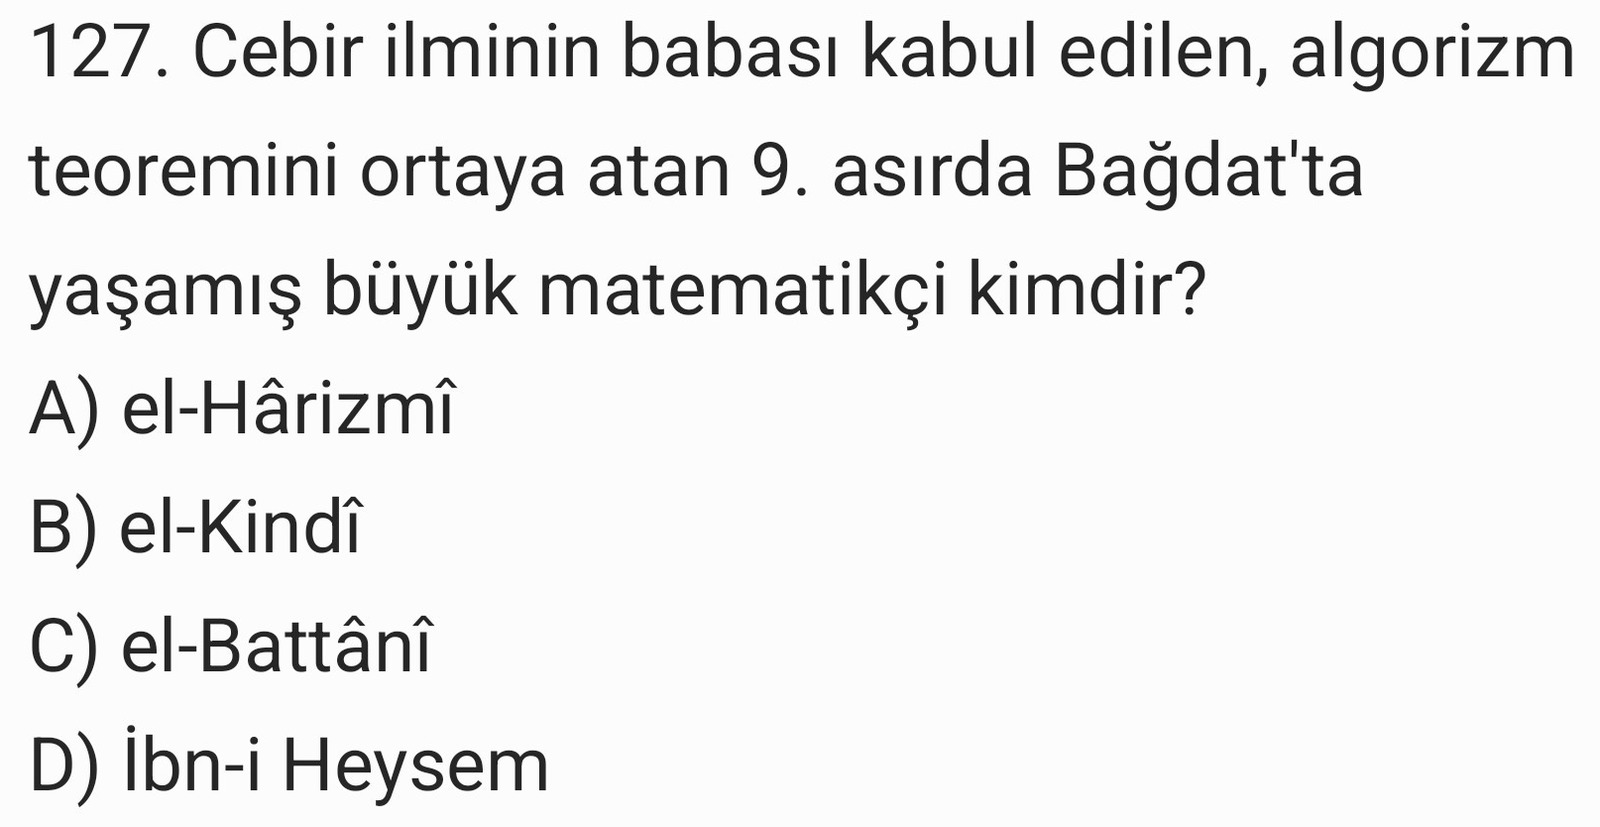 127. Cebir ilminin babası kabul edilen, algorizm
teoremini ortaya atan 9. asırda Bağdat'ta
yaşamış büyük matematikçi kimdir?
A) el-Hârizmî
B) el-Kindî
C) el-Battânî
D) İbn-i Heysem